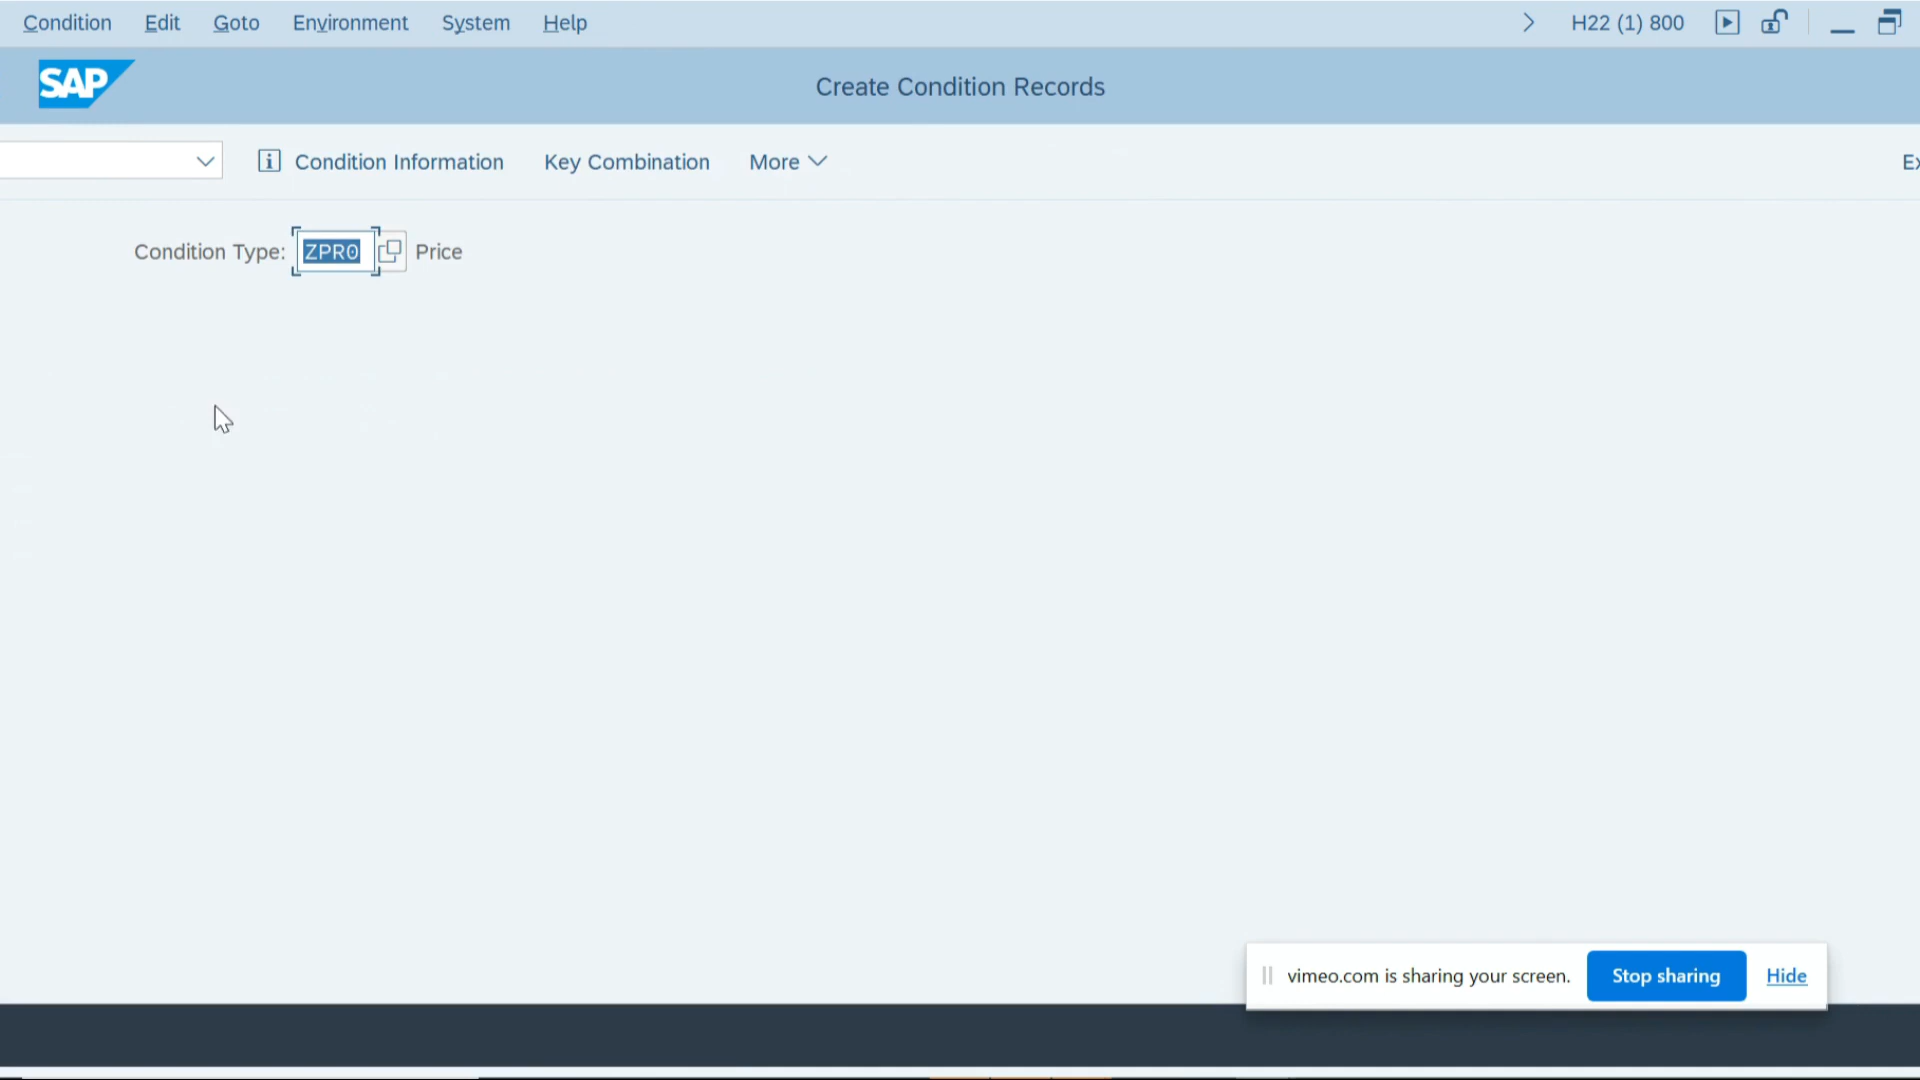 Condition Edit Goto Environment System Help H22 (1) 800
SAP Create Condition Records
Condition Information Key Combination More Ex
Condition Type: ZPR0 Price
vimeo.com is sharing your screen. Stop sharing Hide